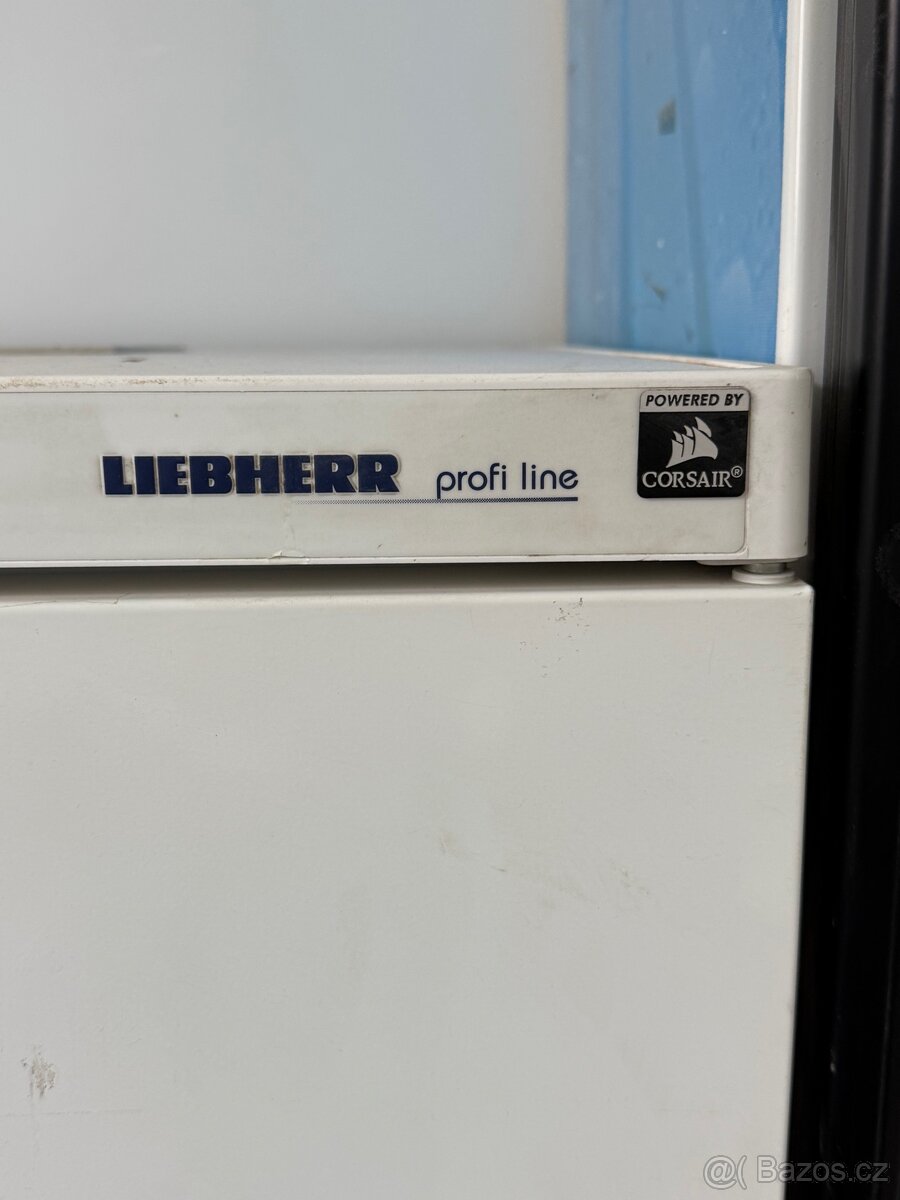 LIEBHERR profi line
POWERED BY
CORSAIR®
@( Bazos.cz